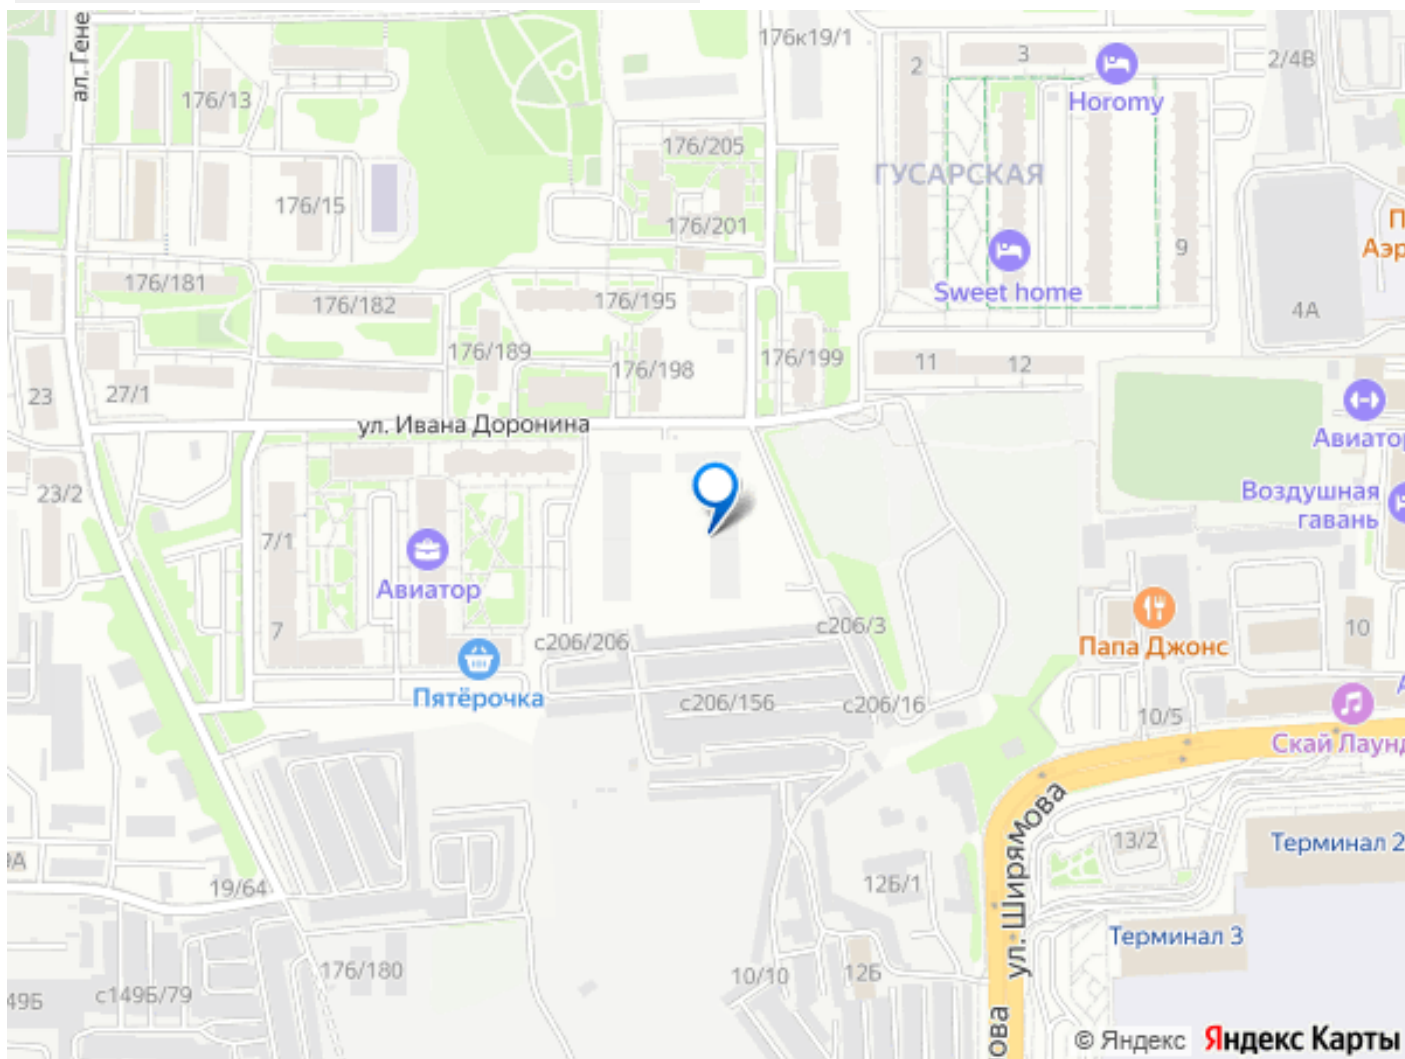 ал. Гене
176к19/1
2
3
Horomy
2/4В
176/13
176/205
ГУСАРСКАЯ
176/15
176/201
П
Аэр
9
Sweet home
176/181
176/182
176/195
4А
176/189
176/198
176/199
11
12
23
27/1
ул. Ивана Доронина
Авиатор
23/2
Воздушная
гавань
7/1
Авиатор
7
с206/206
с206/3
Папа Джонс
10
Пятёрочка
с206/156
с206/16
10/5
А
Скай Лаунд
ул. Ширямова
13/2
Терминал 2
9А
19/64
12Б/1
Терминал 3
176/180
10/10
12Б
49Б
с149Б/79
ова
© Яндекс Яндекс Карты